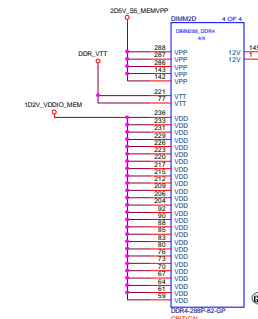 2D5V_S5_MEMVPP
DIMM2D 4 OF 4
DIMM288_DDR4
4/4
DDR_VTT
288 VPP 12V 145
287 VPP 12V 1
286 VPP
143 VPP
142 VPP
221 VTT
77 VTT
1D2V_VDDIO_MEM
236 VDD
233 VDD
231 VDD
229 VDD
226 VDD
223 VDD
220 VDD
217 VDD
215 VDD
212 VDD
209 VDD
206 VDD
204 VDD
92 VDD
90 VDD
88 VDD
85 VDD
83 VDD
80 VDD
76 VDD
73 VDD
70 VDD
67 VDD
64 VDD
61 VDD
59 VDD
DDR4-288P-82-GP
CRITICAL